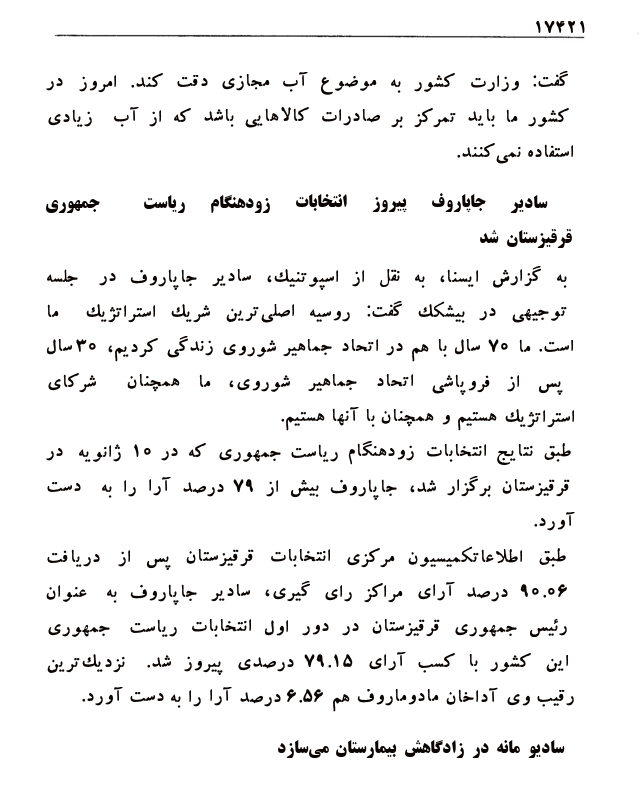 ۱۷۴۲۱
گفت: وزارت کشور به موضوع آب مجازی دقت کند. امروز در
کشور ما باید تمرکز بر صادرات کالاهایی باشد که از آب زیادی
استفاده نمی‌کنند.
سادیر جاپاروف پیروز انتخابات زودهنگام ریاست جمهوری
قرقیزستان شد
به گزارش ایسنا، به نقل از اسپوتنیك، سادیر جاپاروف در جلسه
توجیهی در بیشکك گفت: روسیه اصلی‌ترین شریك استراتژیك ما
است. ما ۷۰ سال با هم در اتحاد جماهیر شوروی زندگی کردیم، ۳۰ سال
پس از فروپاشی اتحاد جماهیر شوروی، ما همچنان شرکای
استراتژیك هستیم و همچنان با آنها هستیم.
طبق نتایج انتخابات زودهنگام ریاست جمهوری که در ۱۰ ژانویه در
قرقیزستان برگزار شد، جاپاروف بیش از ۷۹ درصد آرا را به دست
آورد.
طبق اطلاعاتکمیسیون مرکزی انتخابات قرقیزستان پس از دریافت
۹۰.۰۶ درصد آرای مراکز رای گیری، سادیر جاپاروف به عنوان
رئیس جمهوری قرقیزستان در دور اول انتخابات ریاست جمهوری
این کشور با کسب آرای ۷۹.۱۵ درصدی پیروز شد. نزدیك‌ترین
رقیب وی آداخان مادوماروف هم ۶.۵۶ درصد آرا را به دست آورد.
سادیو مانه در زادگاهش بیمارستان می‌سازد